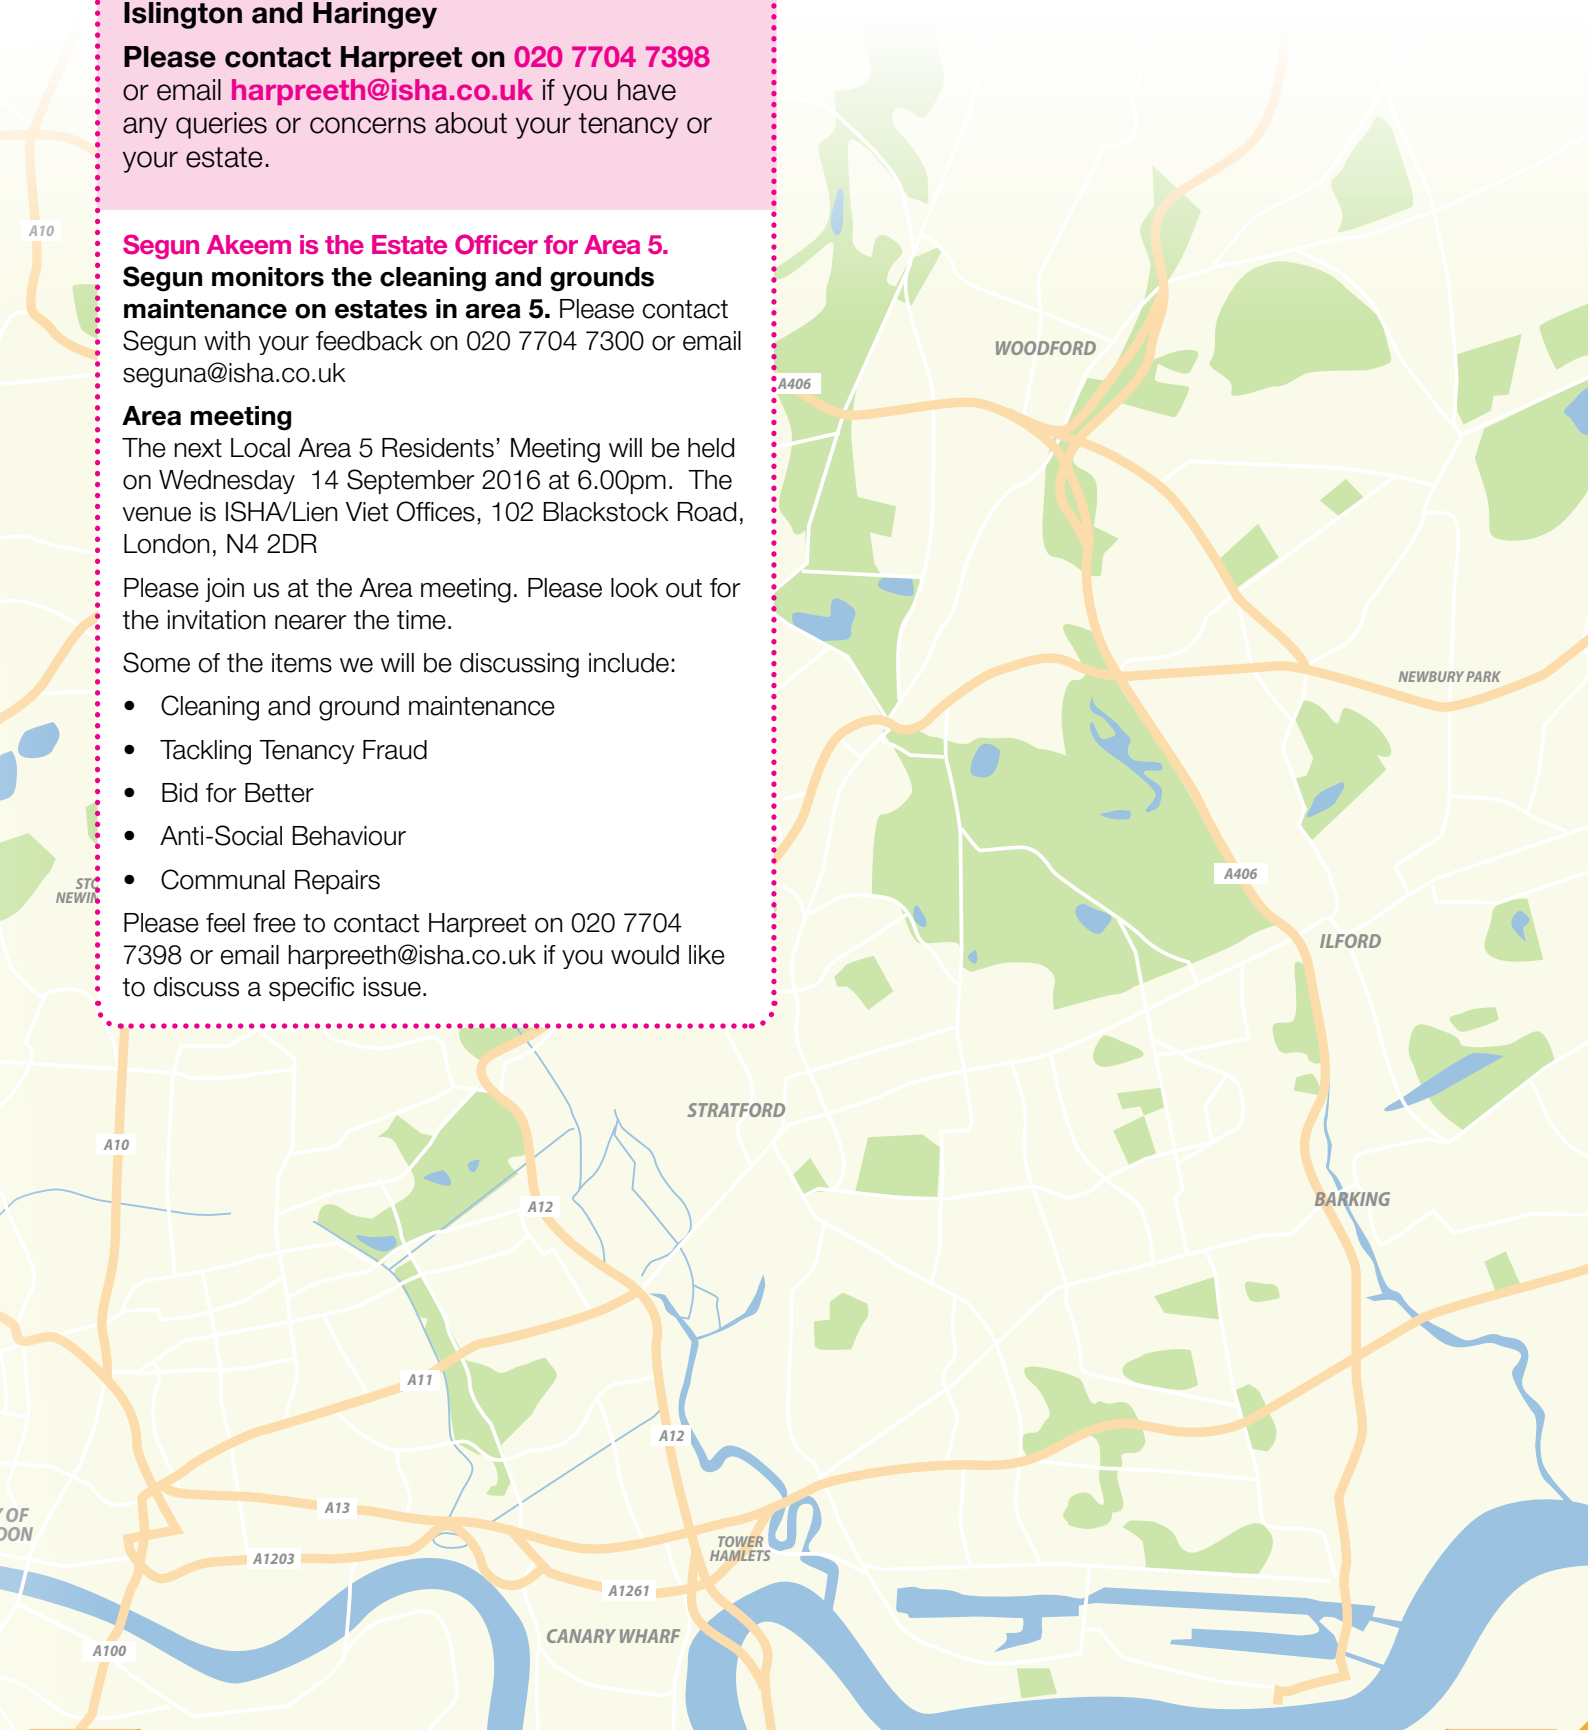 Islington and Haringey
Please contact Harpreet on 020 7704 7398
or email harpreeth@isha.co.uk if you have
any queries or concerns about your tenancy or
your estate.
Segun Akeem is the Estate Officer for Area 5.
Segun monitors the cleaning and grounds
maintenance on estates in area 5. Please contact
Segun with your feedback on 020 7704 7300 or email
seguna@isha.co.uk
Area meeting
The next Local Area 5 Residents’ Meeting will be held
on Wednesday 14 September 2016 at 6.00pm. The
venue is ISHA/Lien Viet Offices, 102 Blackstock Road,
London, N4 2DR
Please join us at the Area meeting. Please look out for
the invitation nearer the time.
Some of the items we will be discussing include:
• Cleaning and ground maintenance
• Tackling Tenancy Fraud
• Bid for Better
• Anti-Social Behaviour
• Communal Repairs
Please feel free to contact Harpreet on 020 7704
7398 or email harpreeth@isha.co.uk if you would like
to discuss a specific issue.
A10
WOODFORD
A406
NEWBURY PARK
A406
STO
NEWIN
ILFORD
STRATFORD
A10
BARKING
A12
A11
A12
A13
Y OF
DON
TOWER
HAMLETS
A1203
A1261
CANARY WHARF
A100